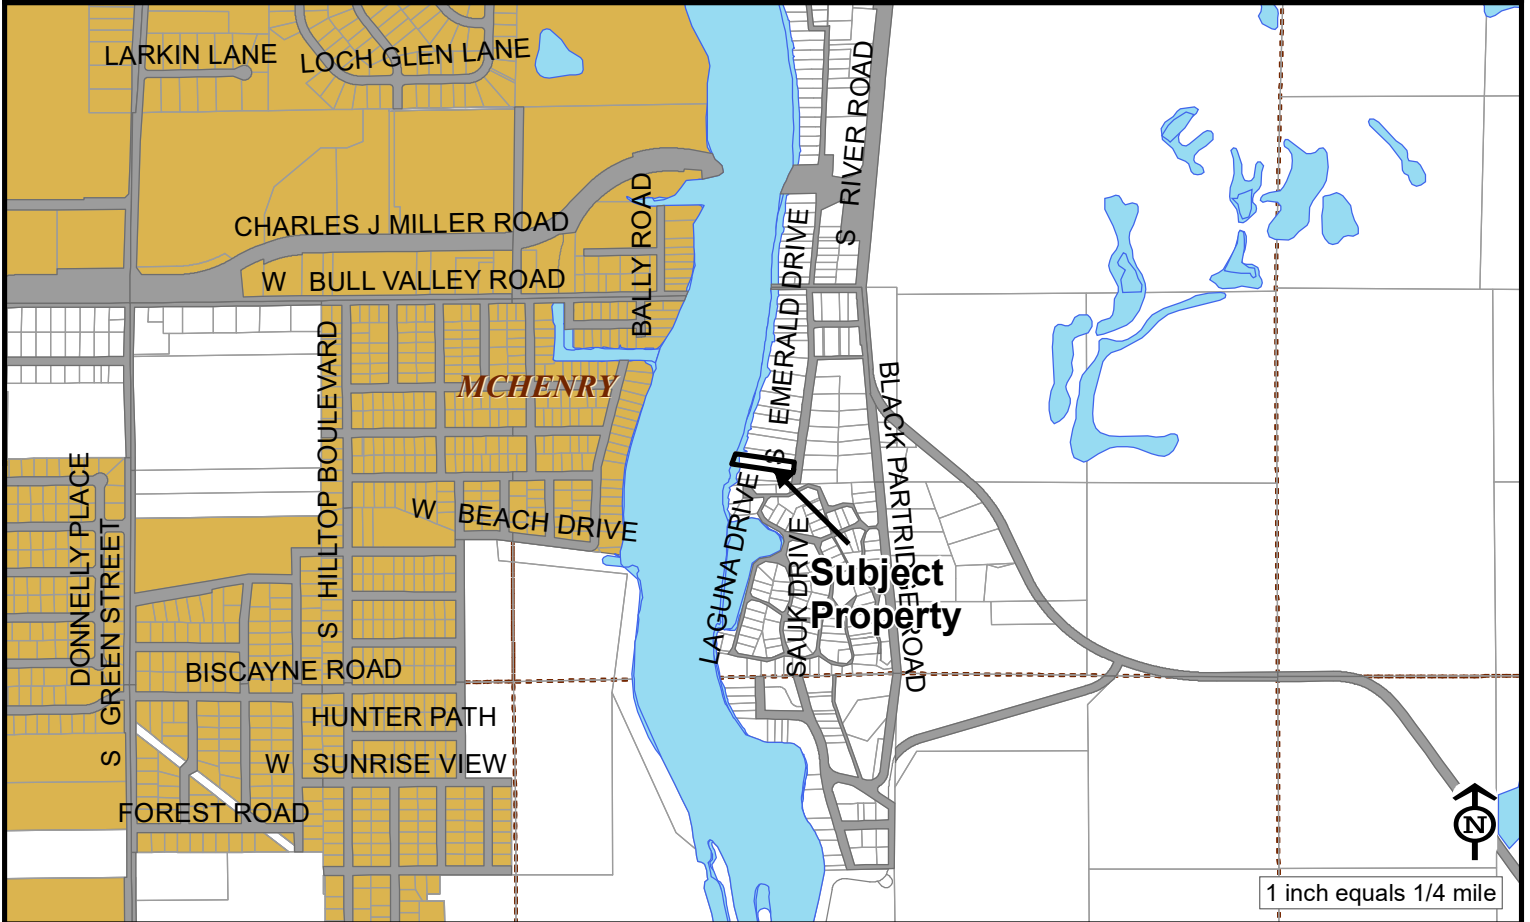 LARKIN LANE
LOCH GLEN LANE
S RIVER ROAD
CHARLES J MILLER ROAD
BALLY ROAD
W BULL VALLEY ROAD
S EMERALD DRIVE
S HILLTOP BOULEVARD
MCHENRY
BLACK PARTRIDGE ROAD
DONNELLY PLACE
S GREEN STREET
W BEACH DRIVE
LAGUNA DRIVE
SAUK DRIVE
Subject
Property
BISCAYNE ROAD
HUNTER PATH
W SUNRISE VIEW
FOREST ROAD
N
1 inch equals 1/4 mile